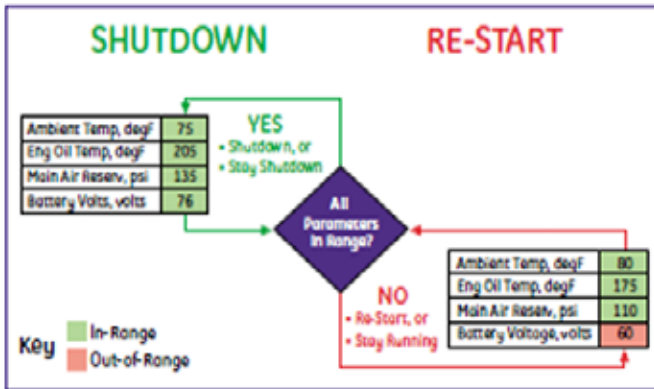 SHUTDOWN
RE-START
Ambient Temp, degF 75
Eng Oil Temp, degF 205
Main Air Reserv, psi 135
Battery Volts, volts 76
YES
• Shutdown, or
• Stay Shutdown
All
Parameters
In Range?
Ambient Temp, degF 80
Eng Oil Temp, degF 175
Main Air Reserv, psi 110
Battery Voltage, volts 60
NO
• Re-Start, or
• Stay Running
Key
In-Range
Out-of-Range